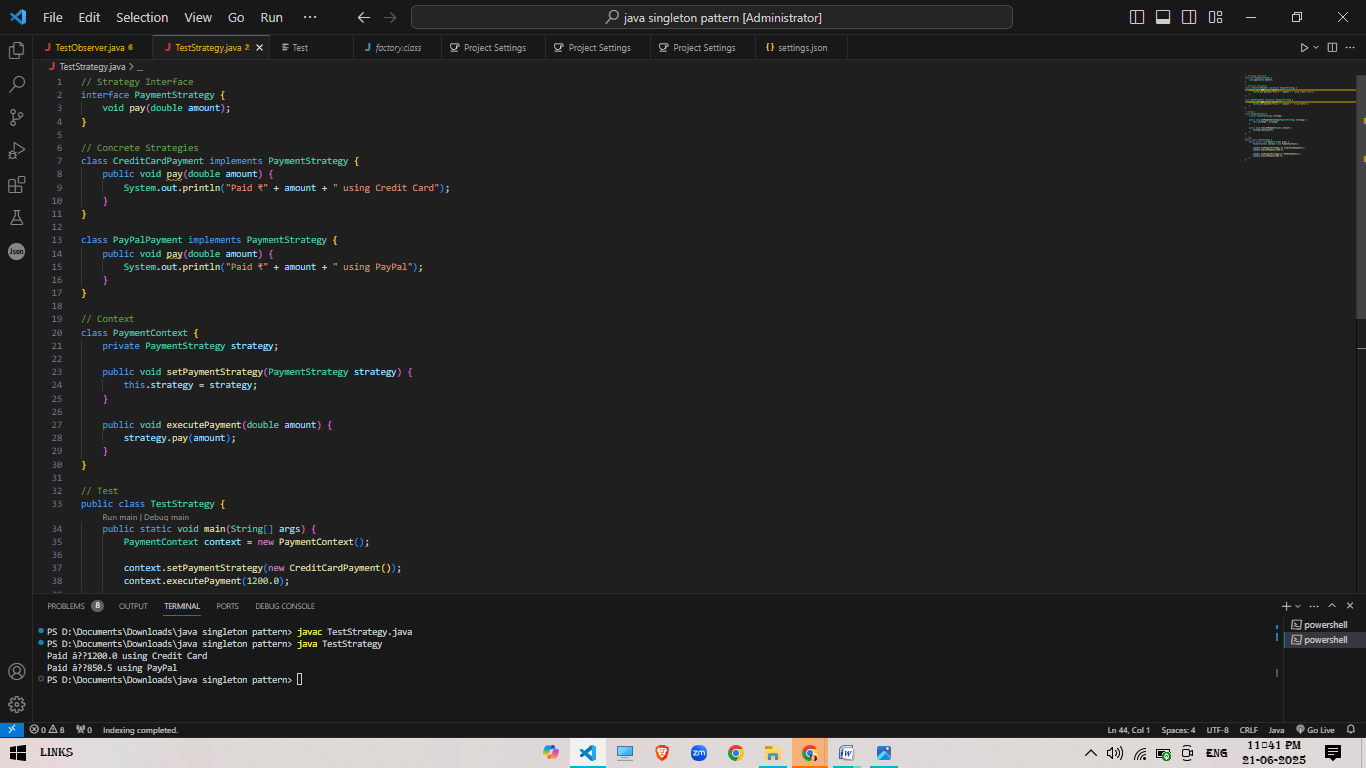 File Edit Selection View Go Run ··· java singleton pattern [Administrator]
TestObserver.java 6 TestStrategy.java 2 Test factory.class Project Settings Project Settings Project Settings settings.json
TestStrategy.java > ...
1 // Strategy Interface
2 interface PaymentStrategy {
3 void pay(double amount);
4 }
5
6 // Concrete Strategies
7 class CreditCardPayment implements PaymentStrategy {
8 public void pay(double amount) {
9 System.out.println("Paid ₹" + amount + " using Credit Card");
10 }
11 }
12
13 class PayPalPayment implements PaymentStrategy {
14 public void pay(double amount) {
15 System.out.println("Paid ₹" + amount + " using PayPal");
16 }
17 }
18
19 // Context
20 class PaymentContext {
21 private PaymentStrategy strategy;
22
23 public void setPaymentStrategy(PaymentStrategy strategy) {
24 this.strategy = strategy;
25 }
26
27 public void executePayment(double amount) {
28 strategy.pay(amount);
29 }
30 }
31
32 // Test
33 public class TestStrategy {
Run main | Debug main
34 public static void main(String[] args) {
35 PaymentContext context = new PaymentContext();
36
37 context.setPaymentStrategy(new CreditCardPayment());
38 context.executePayment(1200.0);
PROBLEMS 8 OUTPUT TERMINAL PORTS DEBUG CONSOLE
PS D:\Documents\Downloads\java singleton pattern> javac TestStrategy.java
PS D:\Documents\Downloads\java singleton pattern> java TestStrategy
Paid â??1200.0 using Credit Card
Paid â??850.5 using PayPal
PS D:\Documents\Downloads\java singleton pattern>
powershell
powershell
0 8 0 Indexing completed. Ln 44, Col 1 Spaces: 4 UTF-8 CRLF Java Go Live
LINKS ENG 11:41 PM
21-06-2025